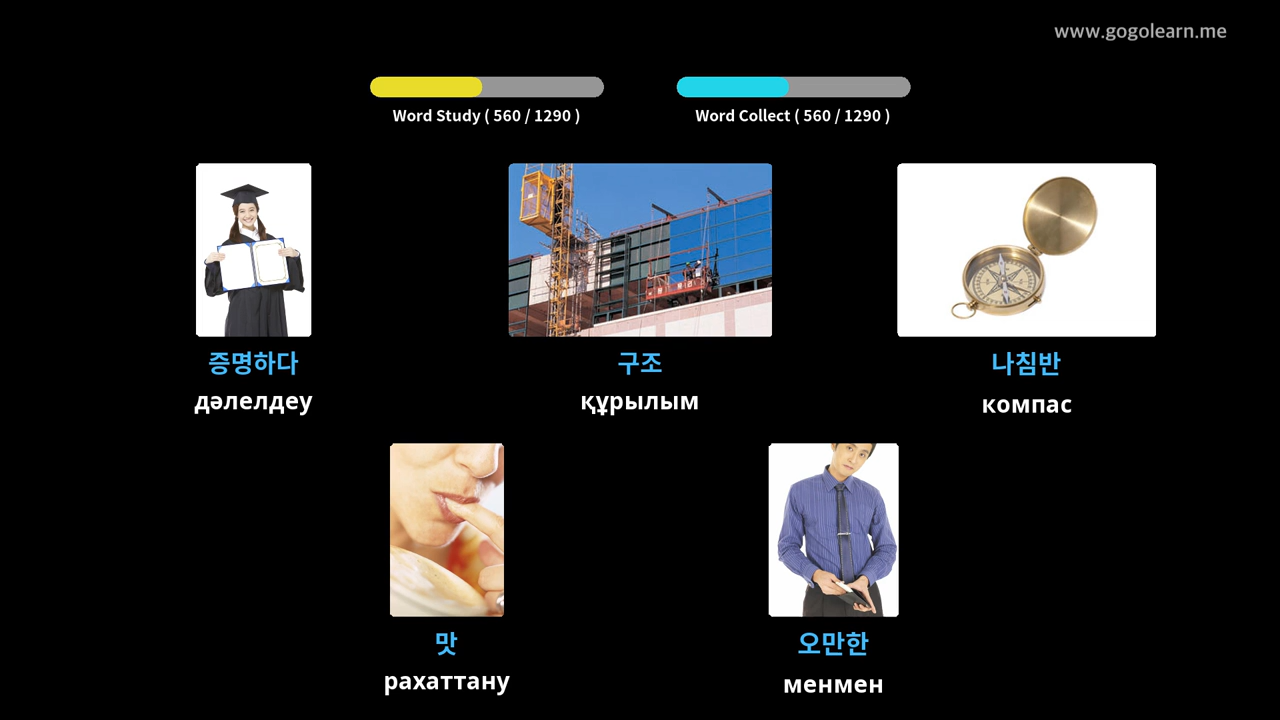 www.gogolearn.me
Word Study ( 560 / 1290 )
Word Collect ( 560 / 1290 )
증명하다
дәлелдеу
구조
құрылым
나침반
компас
맛
рахаттану
오만한
менмен